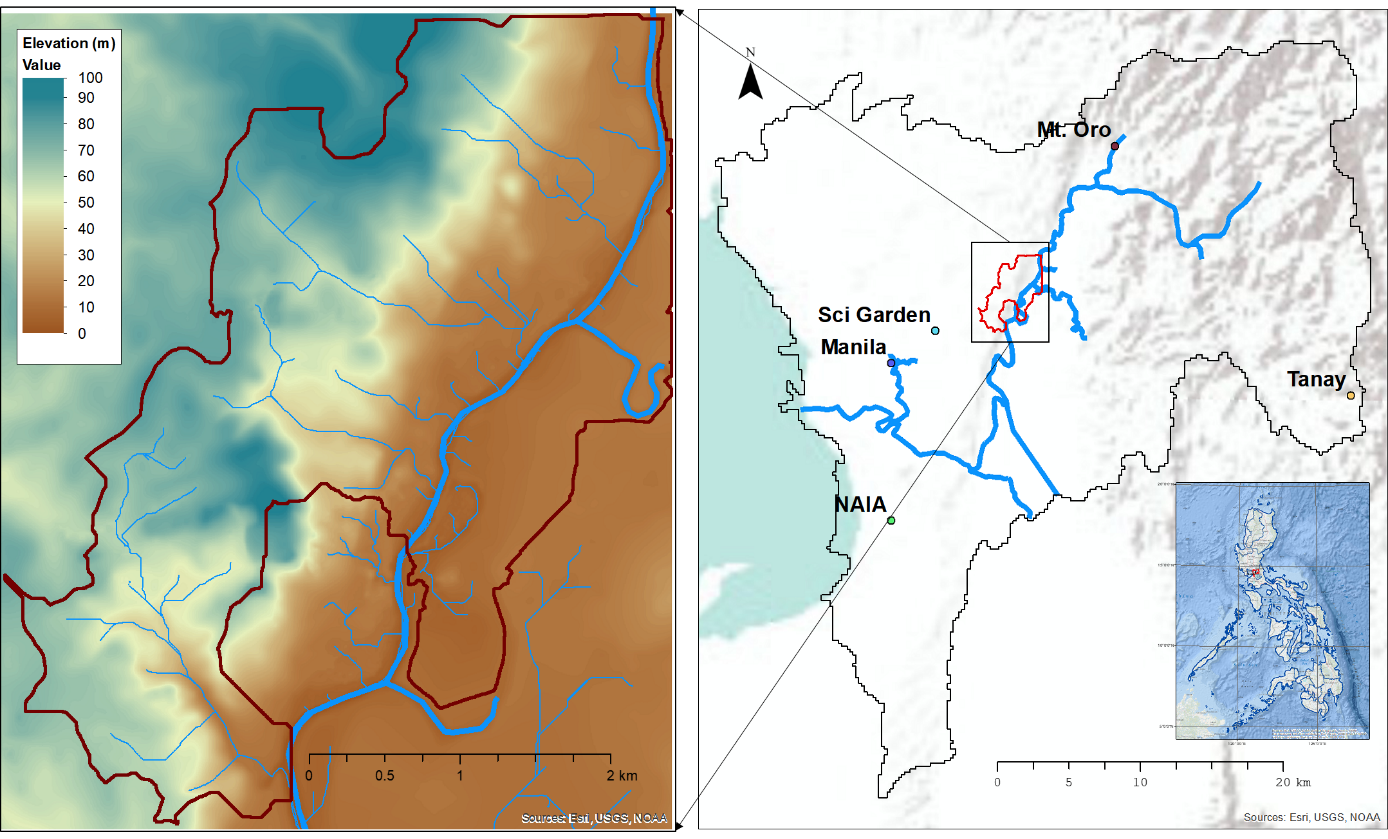 Elevation (m)
Value
100
90
80
70
60
50
40
30
20
10
0
0 0.5 1 2 km
Sources: Esri, USGS, NOAA
N
Mt. Oro
Sci Garden
Manila
Tanay
NAIA
0 5 10 20 km
Sources: Esri, USGS, NOAA